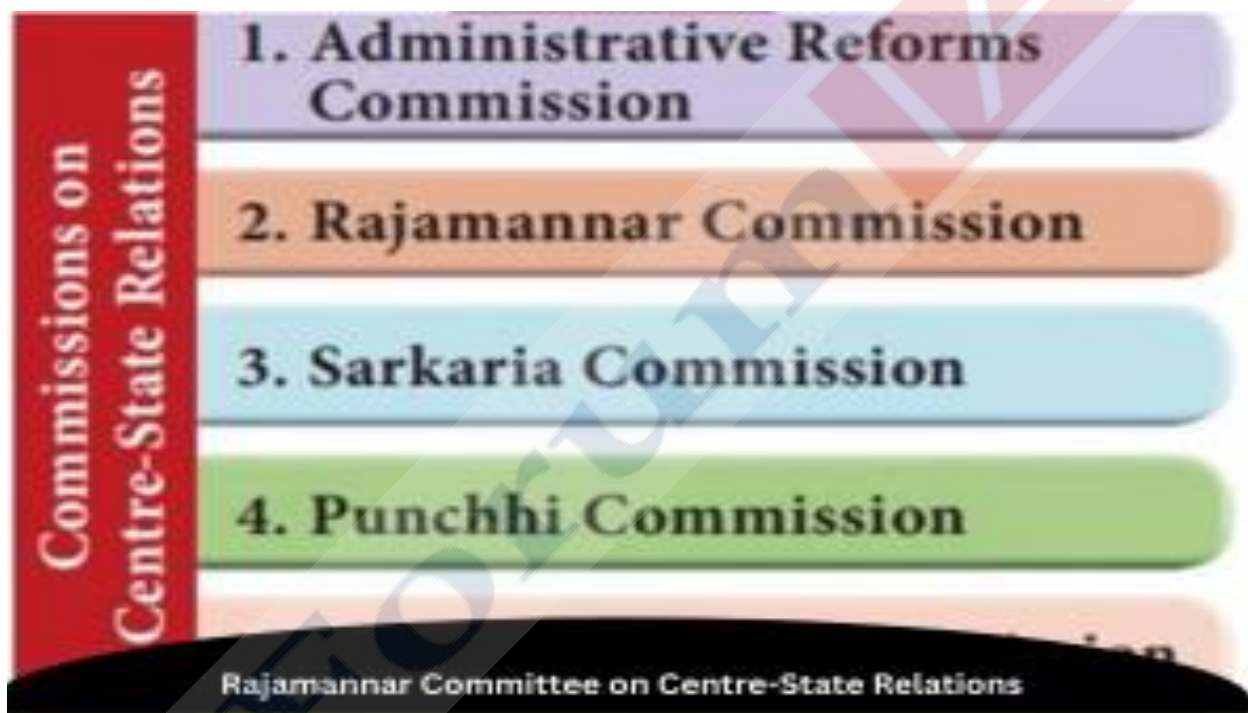 Commissions on
Centre-State Relations
1. Administrative Reforms
Commission
2. Rajamannar Commission
3. Sarkaria Commission
4. Punchhi Commission
Rajamannar Committee on Centre-State Relations
Forum